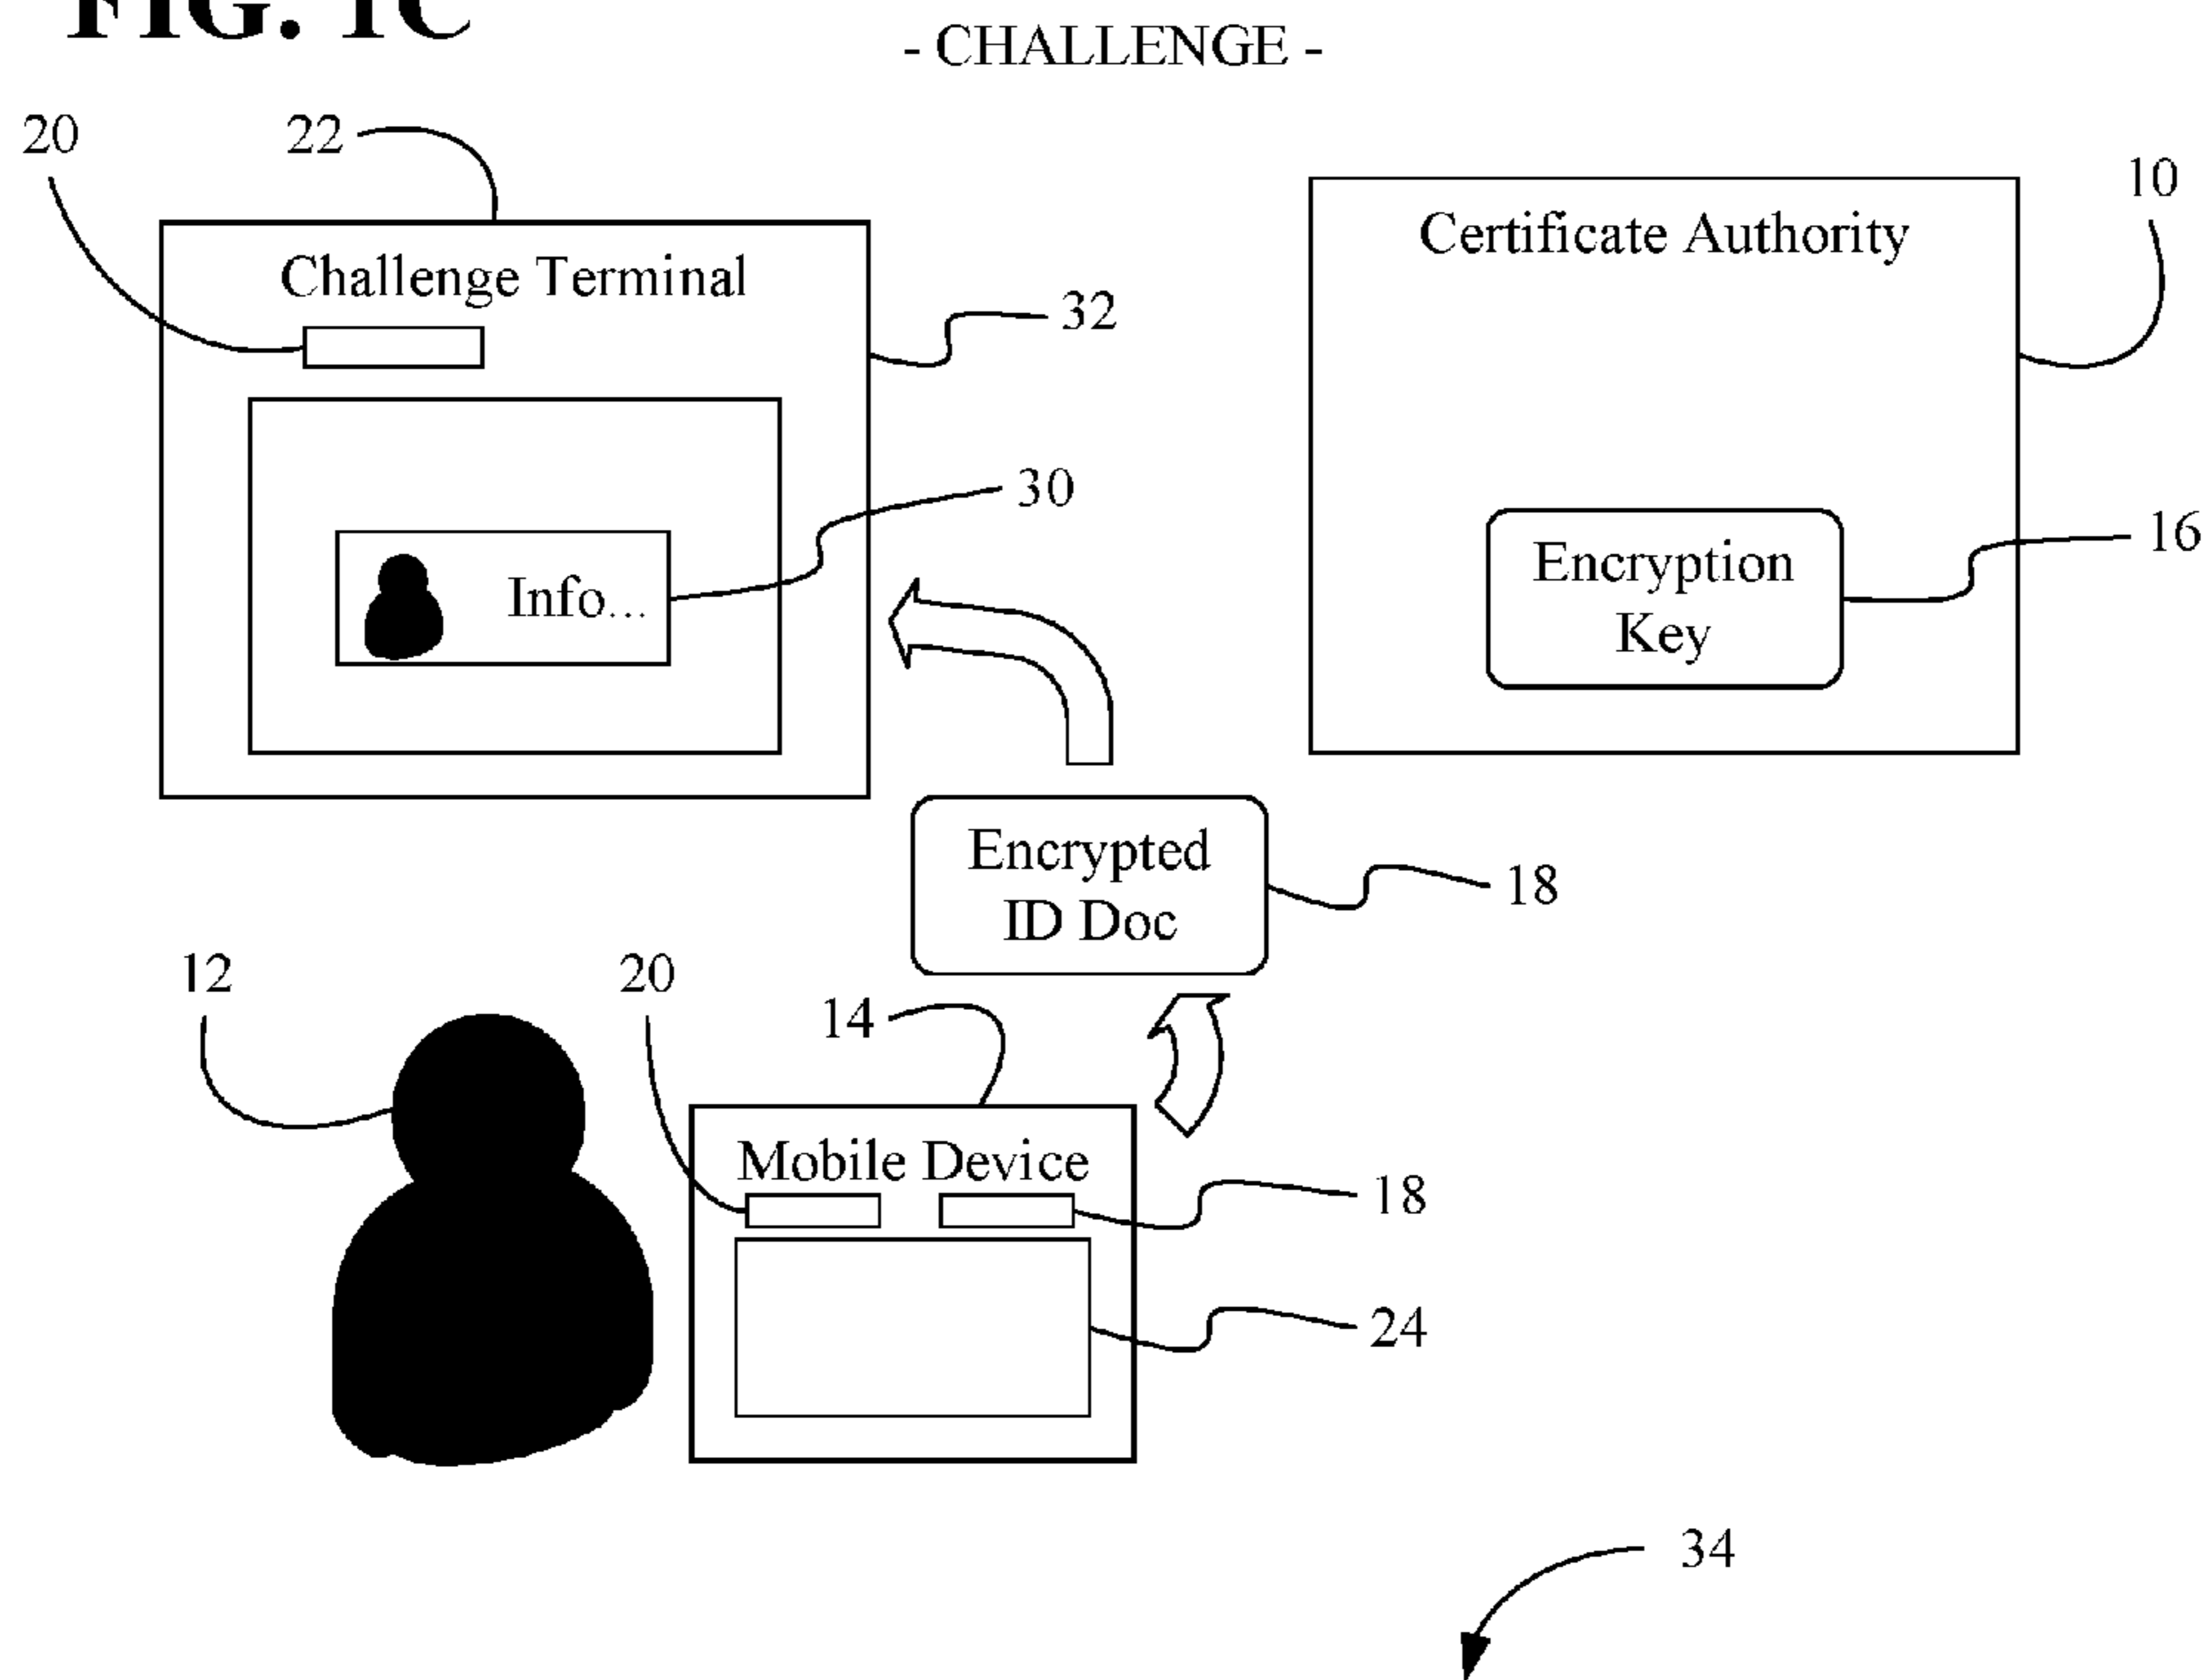 FIG. 1C
- CHALLENGE -
20
22
10
Certificate Authority
Challenge Terminal
32
30
16
Encryption
Key
Info...
Encrypted
ID Doc
18
12
20
14
Mobile Device
18
24
34